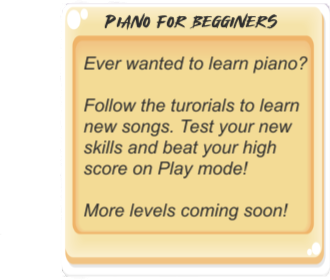 PIANO FOR BEGGINERS
Ever wanted to learn piano?
Follow the turorials to learn
new songs. Test your new
skills and beat your high
score on Play mode!
More levels coming soon!